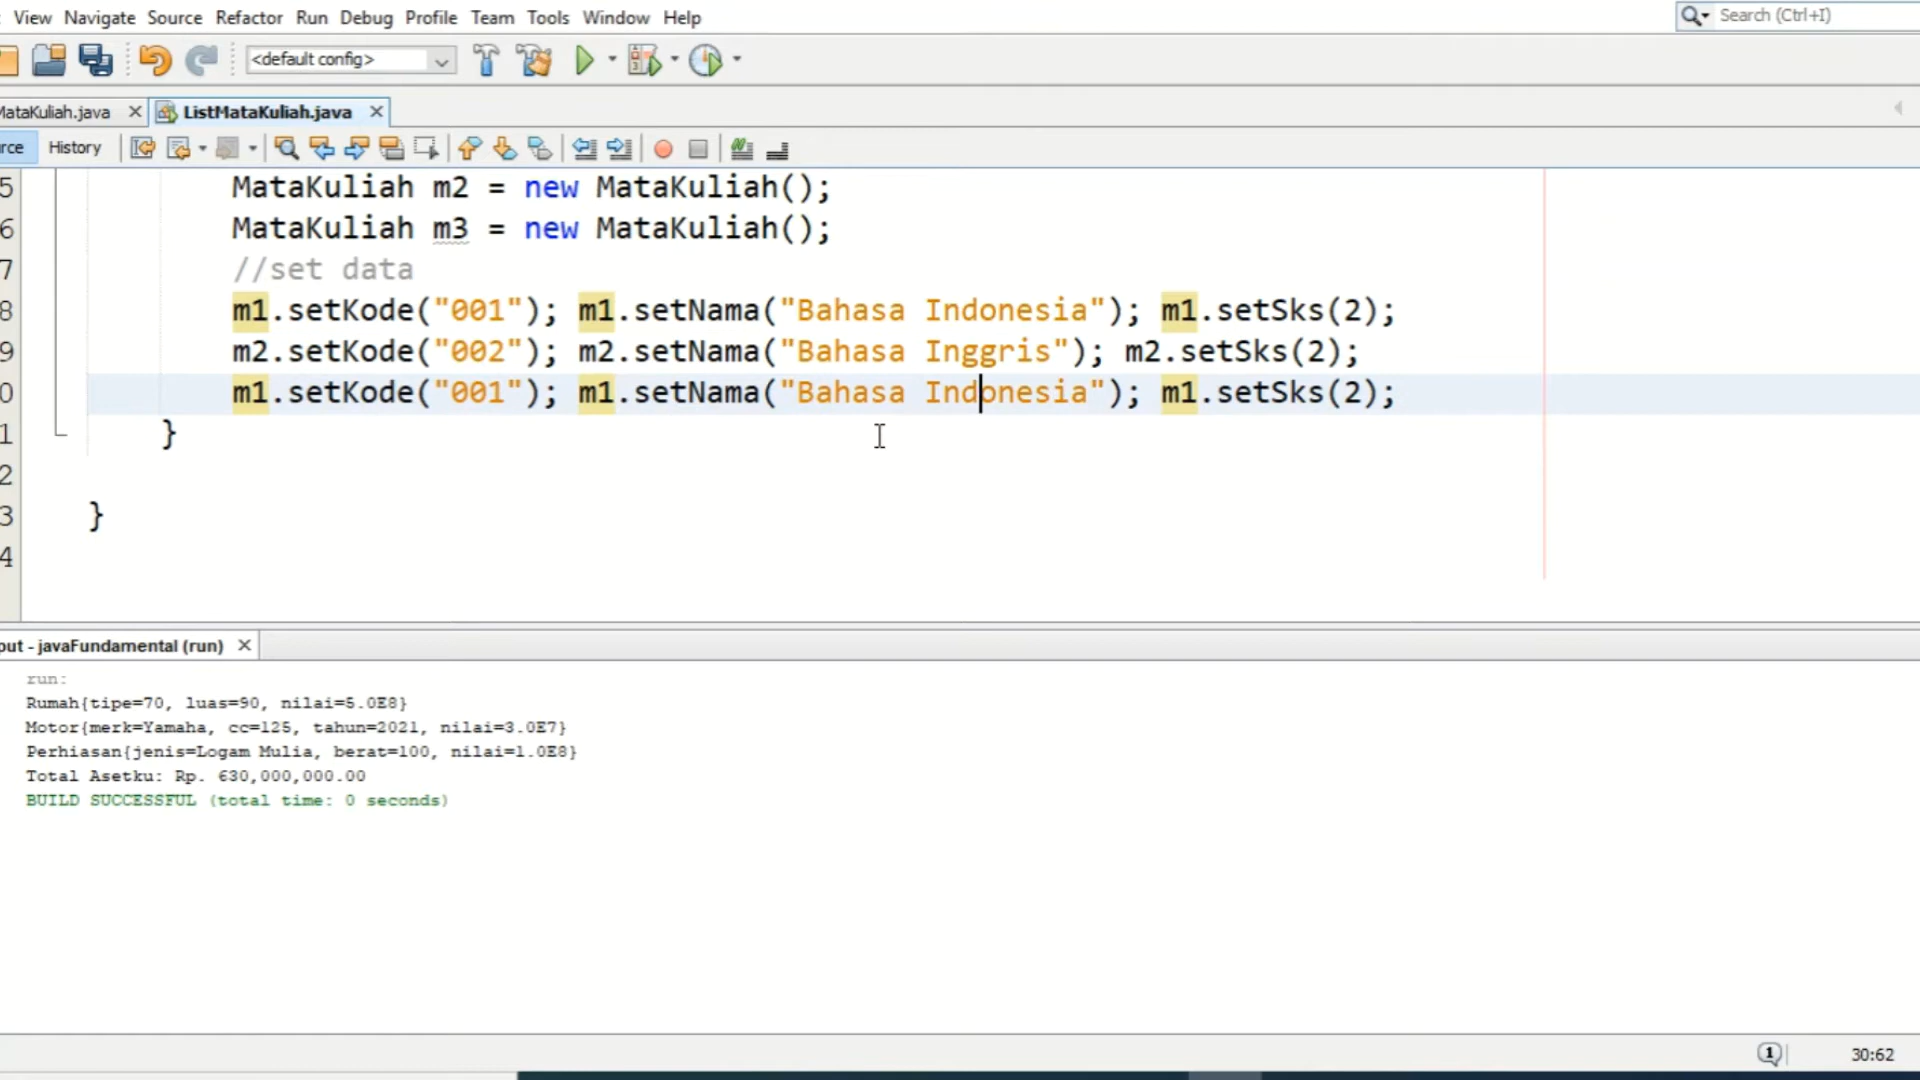 View Navigate Source Refactor Run Debug Profile Team Tools Window Help
Search (Ctrl+I)
<default config>
MataKuliah.java ListMataKuliah.java
rce History
5 MataKuliah m2 = new MataKuliah();
6 MataKuliah m3 = new MataKuliah();
7 //set data
8 m1.setKode("001"); m1.setNama("Bahasa Indonesia"); m1.setSks(2);
9 m2.setKode("002"); m2.setNama("Bahasa Inggris"); m2.setSks(2);
0 m1.setKode("001"); m1.setNama("Bahasa Indonesia"); m1.setSks(2);
1 }
2
3 }
4
put - javaFundamental (run)
run:
Rumah{tipe=70, luas=90, nilai=5.0E8}
Motor{merk=Yamaha, cc=125, tahun=2021, nilai=3.0E7}
Perhiasan{jenis=Logam Mulia, berat=100, nilai=1.0E8}
Total Asetku: Rp. 630,000,000.00
BUILD SUCCESSFUL (total time: 0 seconds)
1
30:62